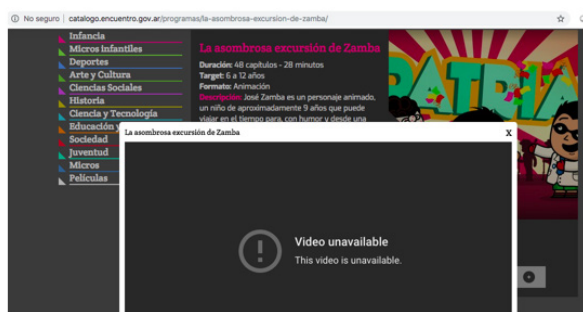 No seguro | catalogo.encuentro.gov.ar/programas/la-asombrosa-excursion-de-zamba/
Infancia
Micros infantiles
Deportes
Arte y Cultura
Ciencias Sociales
Historia
Ciencia y Tecnología
Educación y
Sociedad
Juventud
Micros
Películas
La asombrosa excursión de Zamba
Duración: 48 capítulos - 28 minutos
Target: 6 a 12 años
Formato: Animación
Descripción: José Zamba es un personaje animado,
un niño de aproximadamente 9 años que puede
viajar en el tiempo para, con humor y desde una
PATRIA
La asombrosa excursión de Zamba
X
Video unavailable
This video is unavailable.